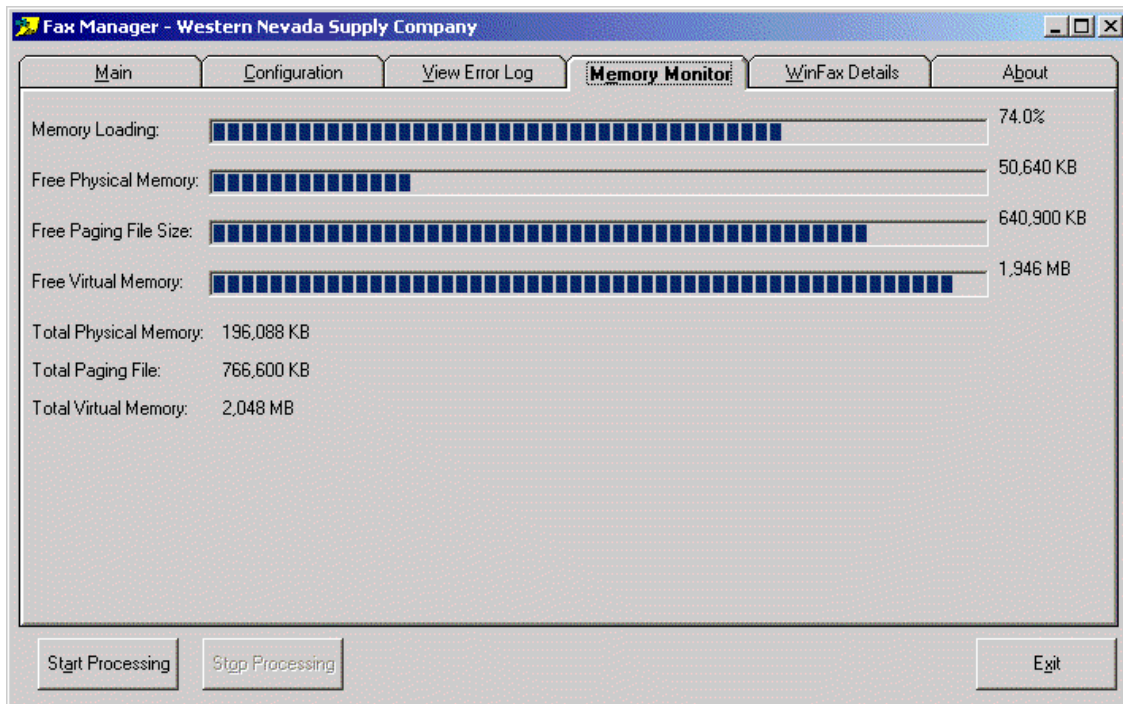 Fax Manager - Western Nevada Supply Company
Main Configuration View Error Log Memory Monitor WinFax Details About
Memory Loading: 74.0%
Free Physical Memory: 50,640 KB
Free Paging File Size: 640,900 KB
Free Virtual Memory: 1,946 MB
Total Physical Memory: 196,088 KB
Total Paging File: 766,600 KB
Total Virtual Memory: 2,048 MB
Start Processing Stop Processing Exit